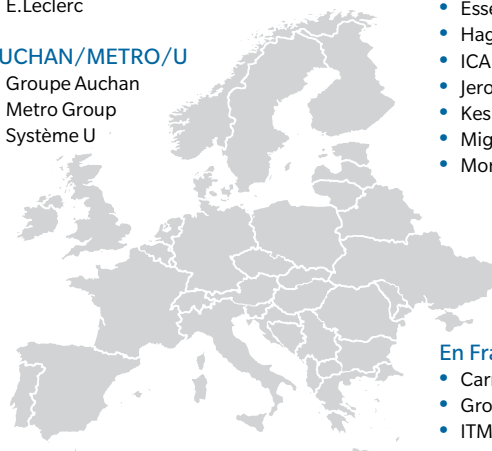 E.Leclerc
UCHAN/METRO/U
Groupe Auchan
Metro Group
Système U
• Esse
• Hag
• ICA
• Jero
• Kes
• Mig
• Mor
En Fra
• Carr
• Gro
• ITM